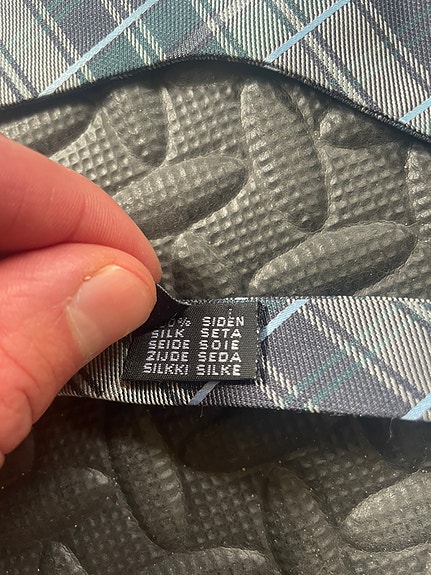 0% SIDEN
SILK SETA
SEIDE SOIE
ZIJDE SEDA
SILKKI SILKE